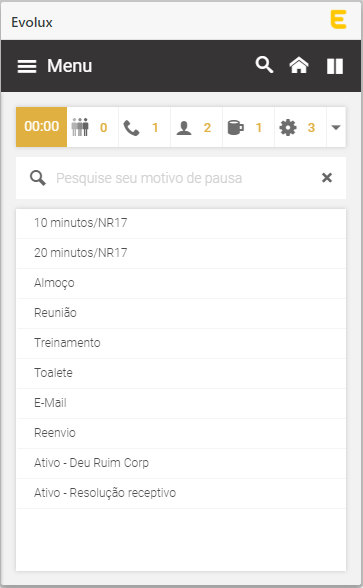 Evolux
Menu
00:00 0 1 2 1 3
Pesquise seu motivo de pausa
10 minutos/NR17
20 minutos/NR17
Almoço
Reunião
Treinamento
Toalete
E-Mail
Reenvio
Ativo - Deu Ruim Corp
Ativo - Resolução receptivo